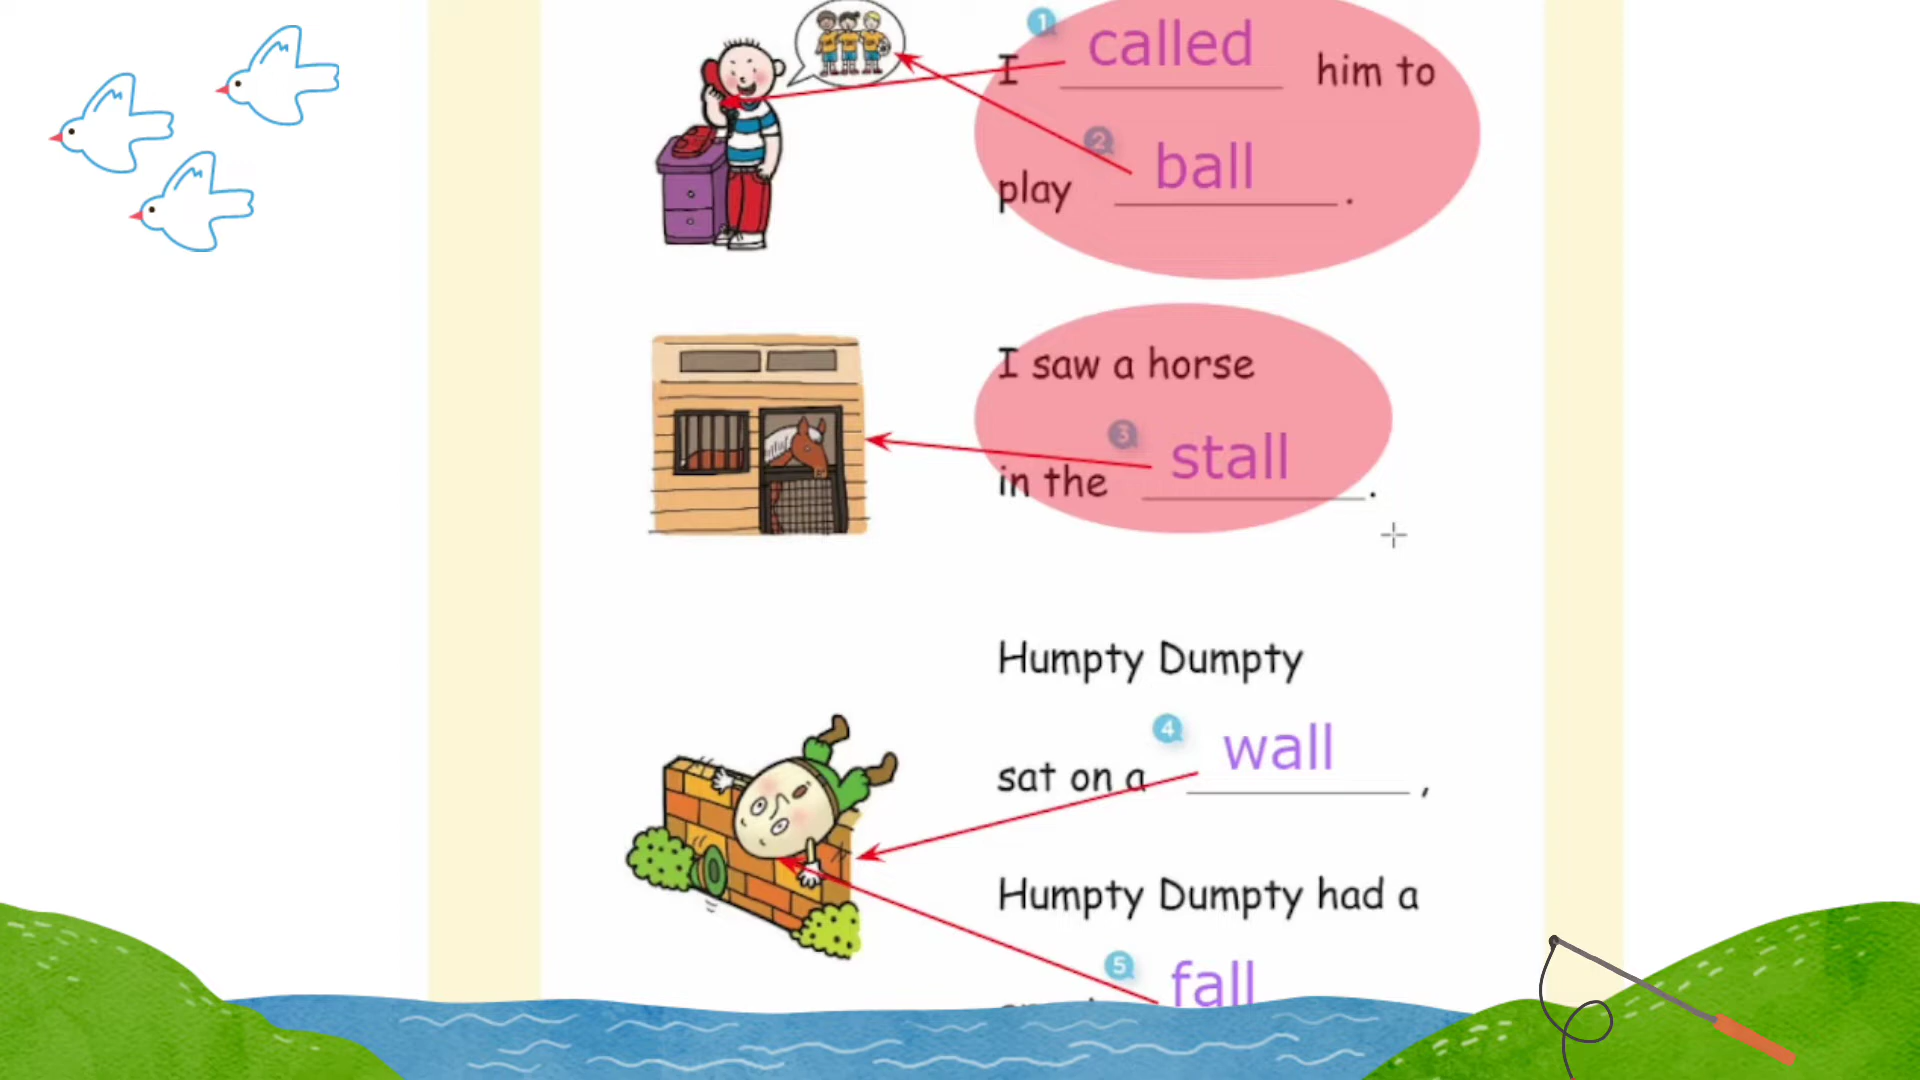 1 called
I him to
2 ball
play .
I saw a horse
3 stall
in the .
Humpty Dumpty
4 wall
sat on a ,
Humpty Dumpty had a
5 fall